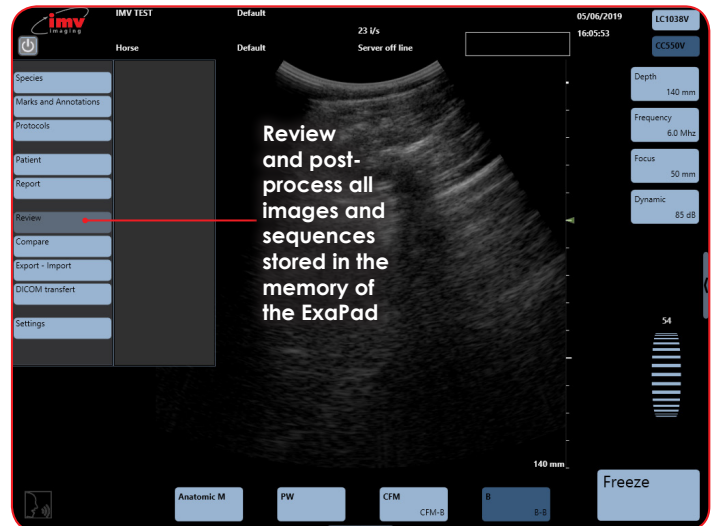 imv
imaging
IMV TEST
Default
23 i/s
05/06/2019
16:05:53
LC1038V
Horse
Default
Server off line
CC550V
Species
Marks and Annotations
Protocols
Patient
Report
Review
Compare
Export - Import
DICOM transfert
Settings
Review
and post-
process all
images and
sequences
stored in the
memory of
the ExaPad
Depth
140 mm
Frequency
6.0 Mhz
Focus
50 mm
Dynamic
85 dB
54
140 mm
Anatomic M
PW
CFM
CFM-B
B
B-B
Freeze